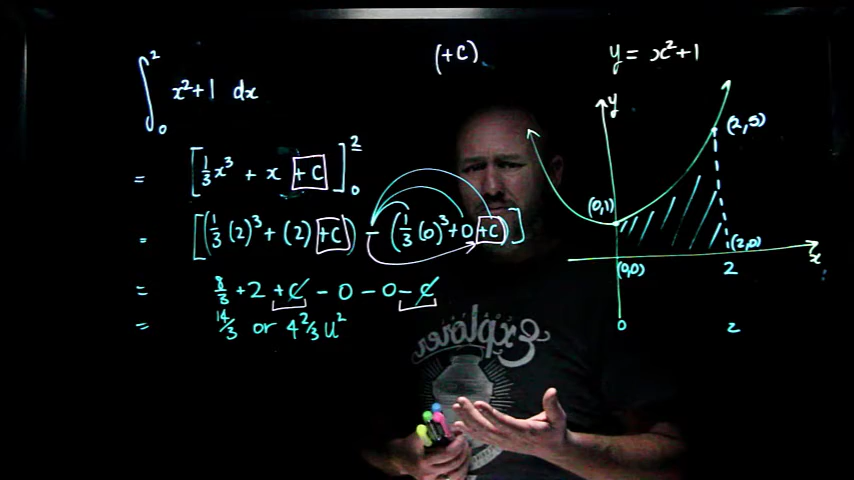 ∫₀² x²+1 dx
(+C)
= [⅓x³ + x +C]₀²
= [(⅓(2)³ + (2) +C) − (⅓(0)³+0+C)]
= 8/3 + 2 +C − 0 − 0 − C
= 14/3 or 4⅔ U²
y = x²+1
y
(2,5)
(0,1)
(2,0)
x
(0,0)
2
0
2
Explorer